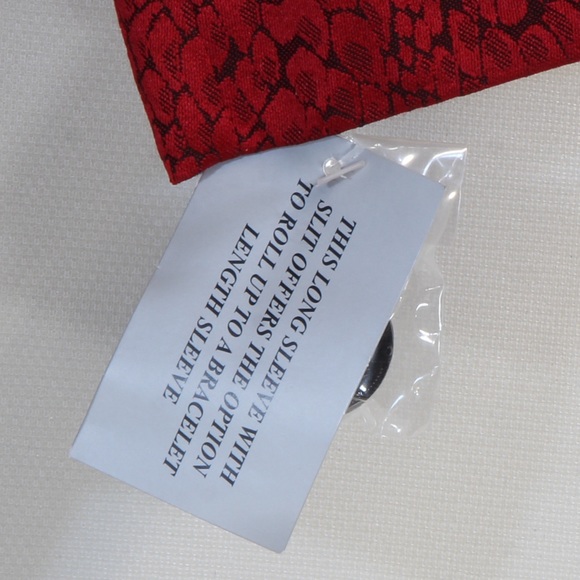 THIS LONG SLEEVE WITH
SLIT OFFERS THE OPTION
TO ROLL UP TO A BRACELET
LENGTH SLEEVE